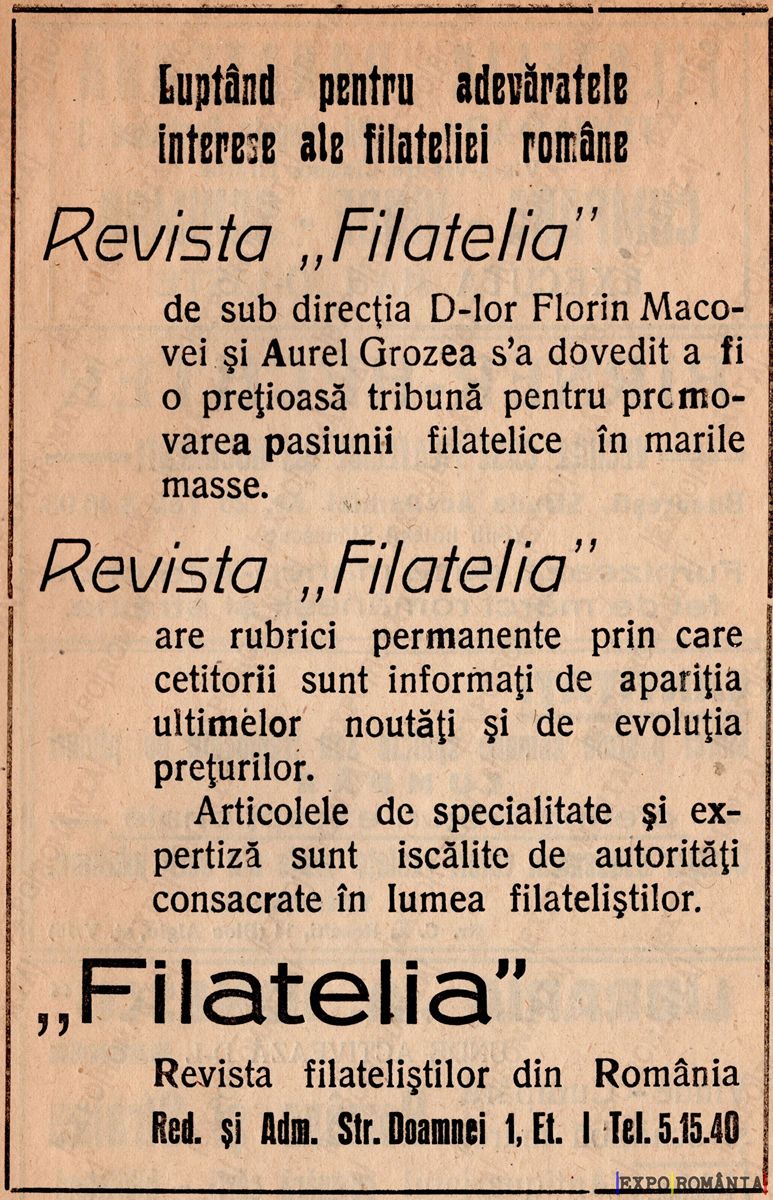 Luptând pentru adevăratele
interese ale filateliei române
Revista „Filatelia”
de sub direcția D-lor Florin Maco-
vei și Aurel Grozea s'a dovedit a fi
o prețioasă tribună pentru prcmo-
varea pasiunii filatelice în marile
masse.
Revista „Filatelia”
are rubrici permanente prin care
cetitorii sunt informați de apariția
ultimelor noutăți și de evoluția
prețurilor.
Articolele de specialitate și ex-
pertiză sunt iscălite de autorități
consacrate în lumea filateliștilor.
„Filatelia”
Revista filateliștilor din România
Red. și Adm. Str. Doamnei 1, Et. I Tel. 5.15.40
EXPO ROMÂNIA